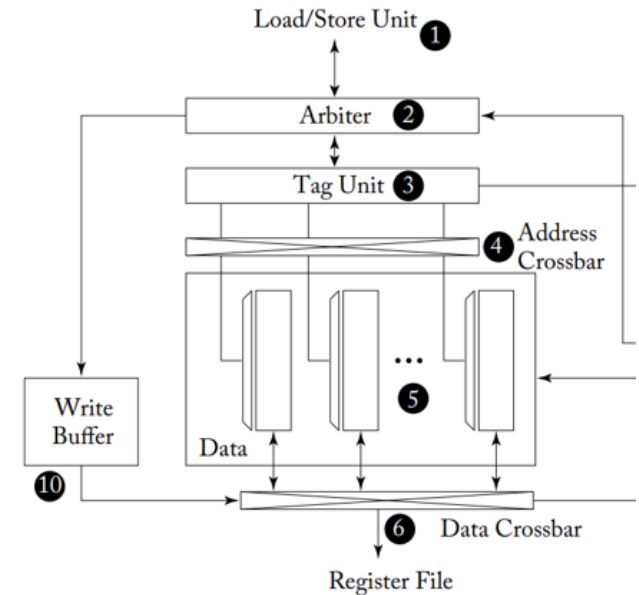 Load/Store Unit 1
Arbiter 2
Tag Unit 3
4 Address
Crossbar
5
Data
Write
Buffer
10
6 Data Crossbar
Register File